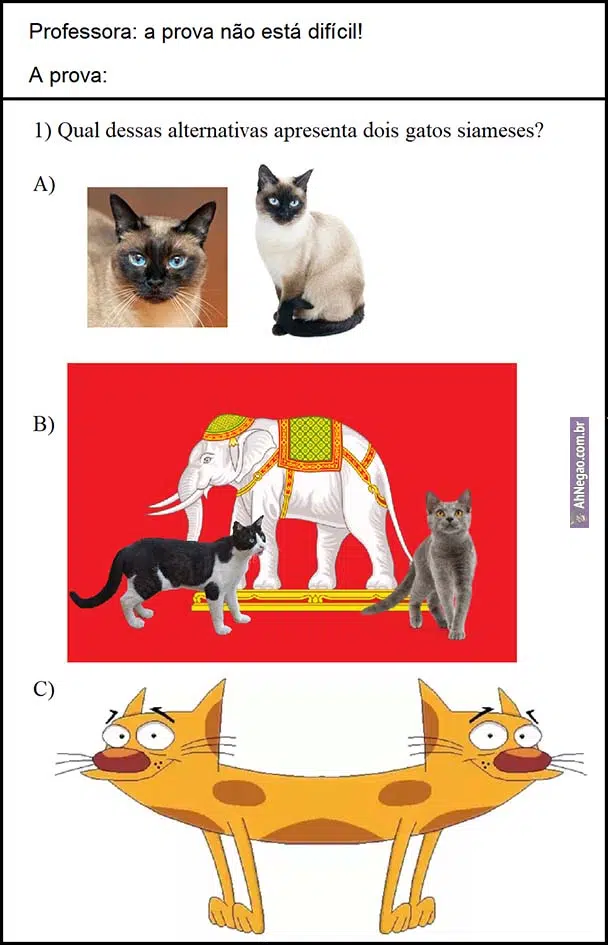 Professora: a prova não está difícil!
A prova:
1) Qual dessas alternativas apresenta dois gatos siameses?
A)
B)
AhNegao.com.br
C)